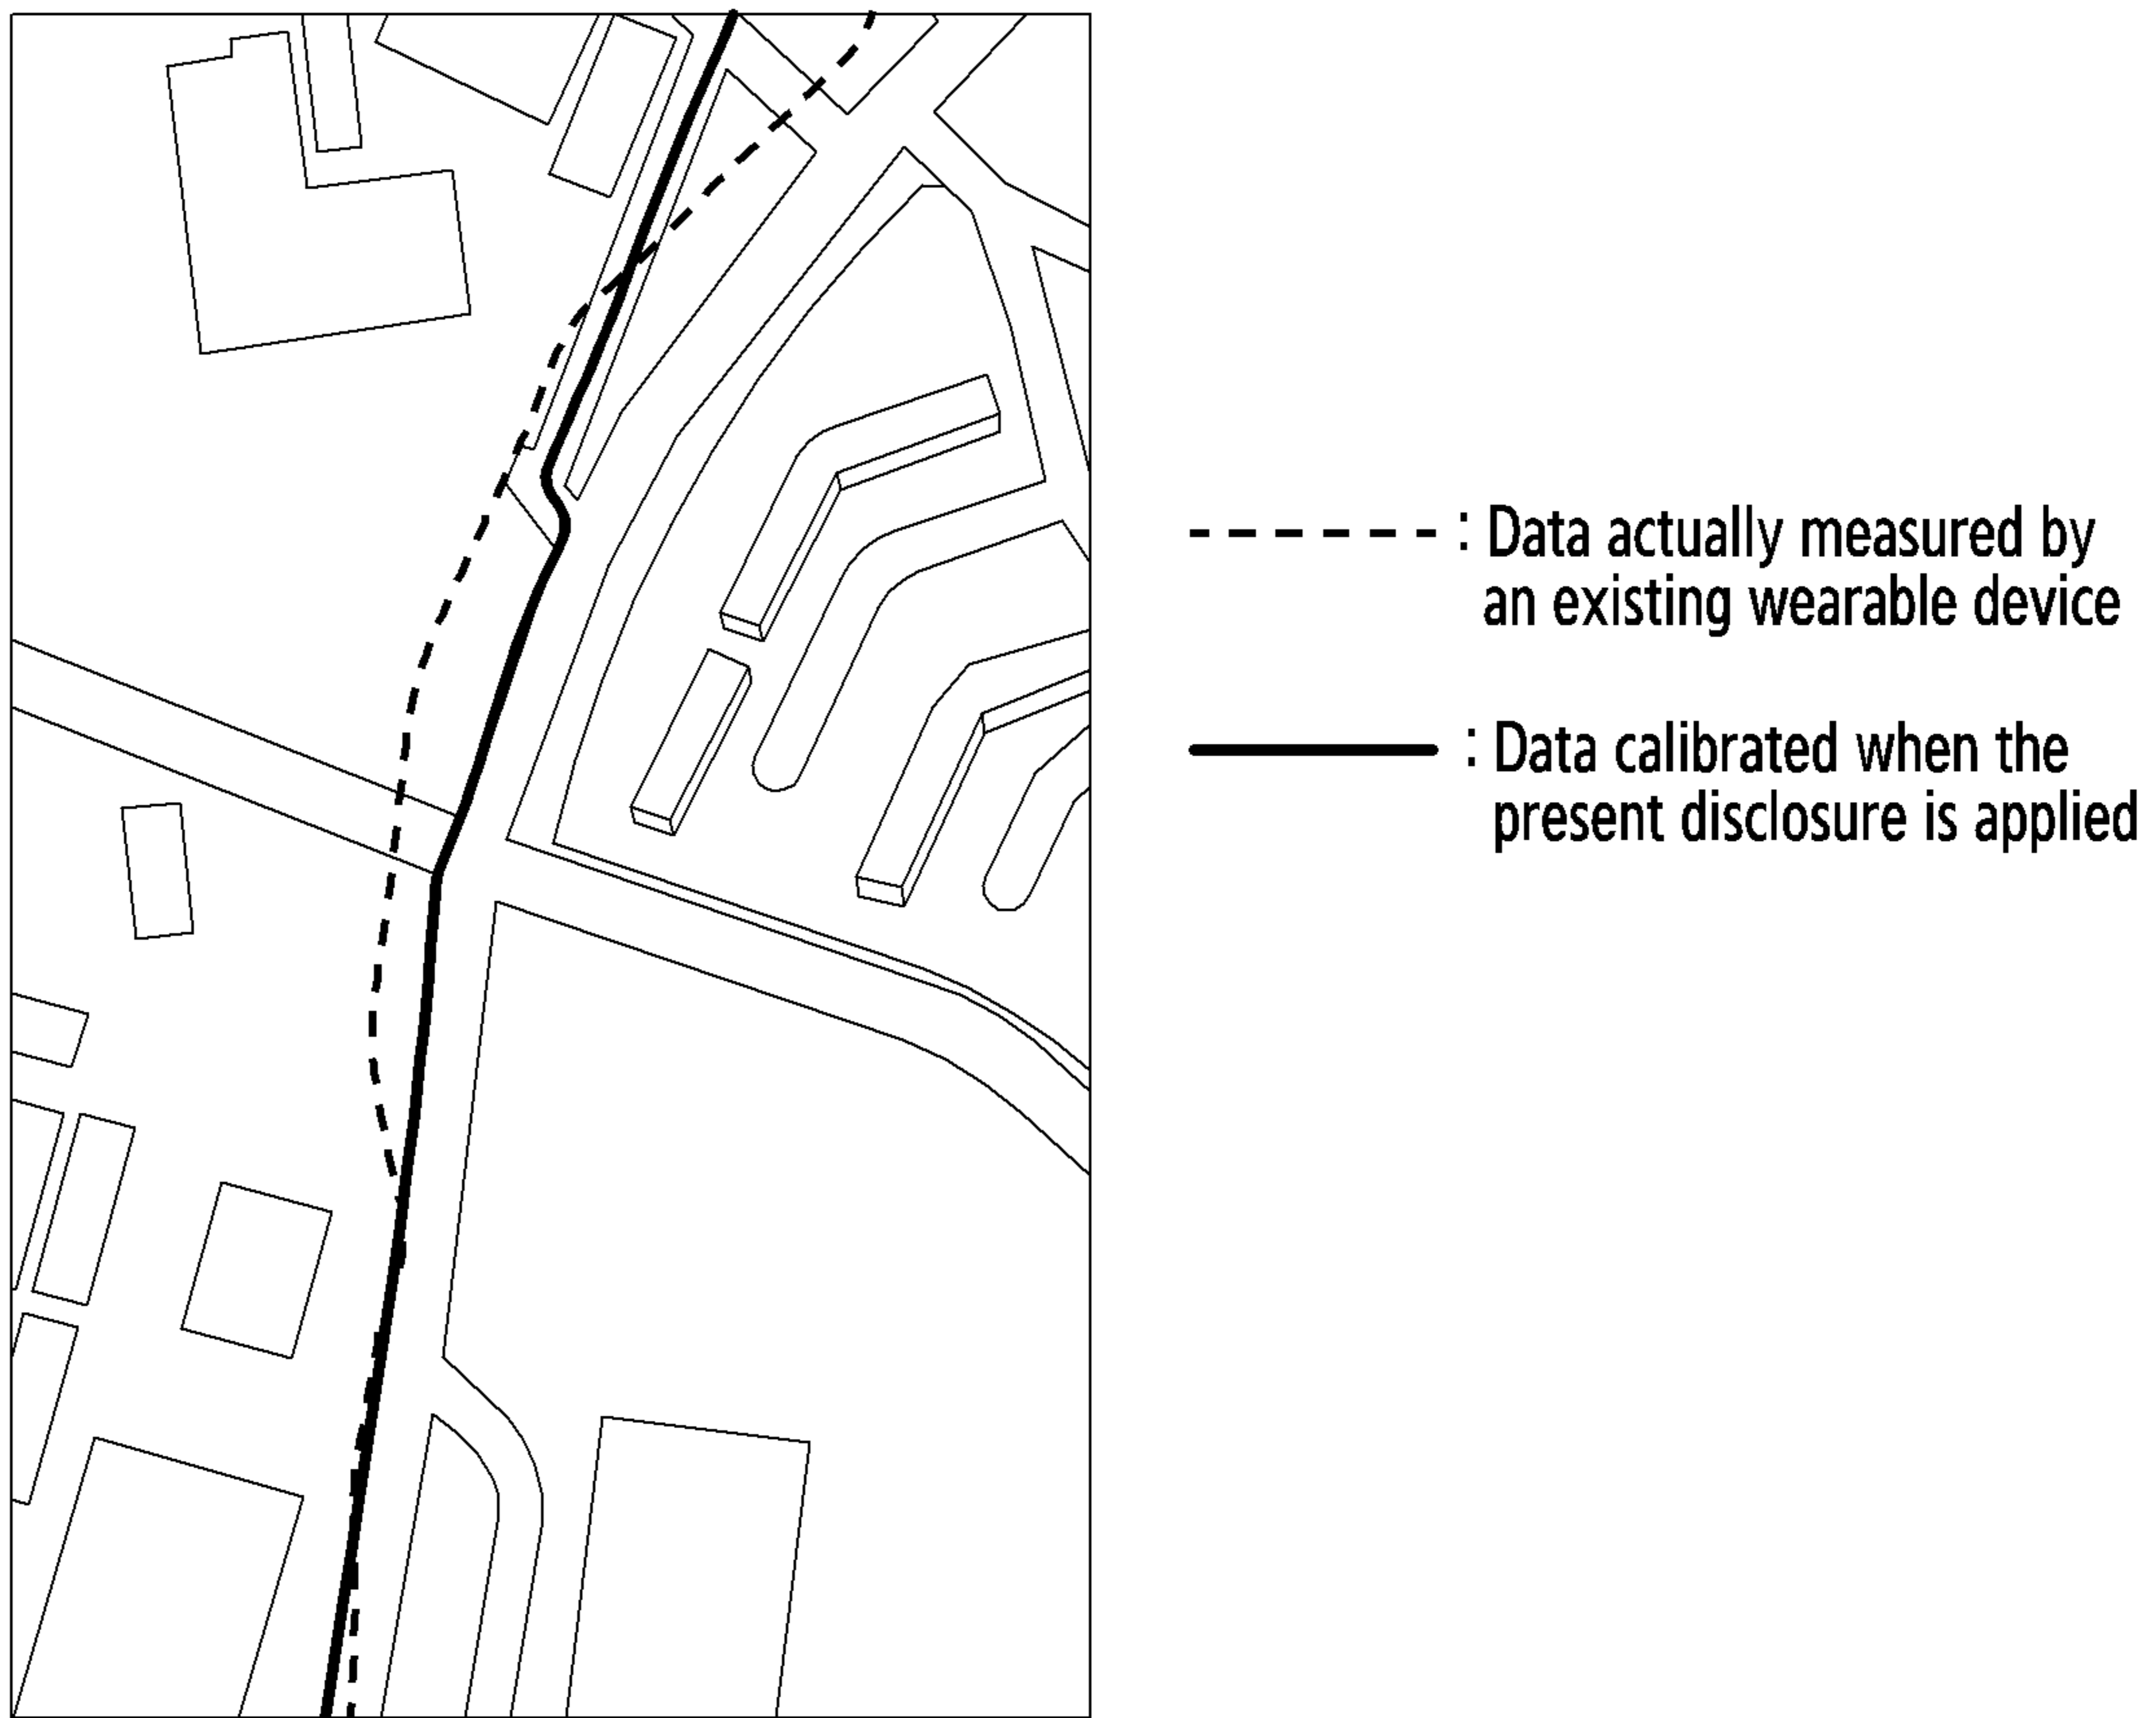 : Data actually measured by
an existing wearable device
: Data calibrated when the
present disclosure is applied